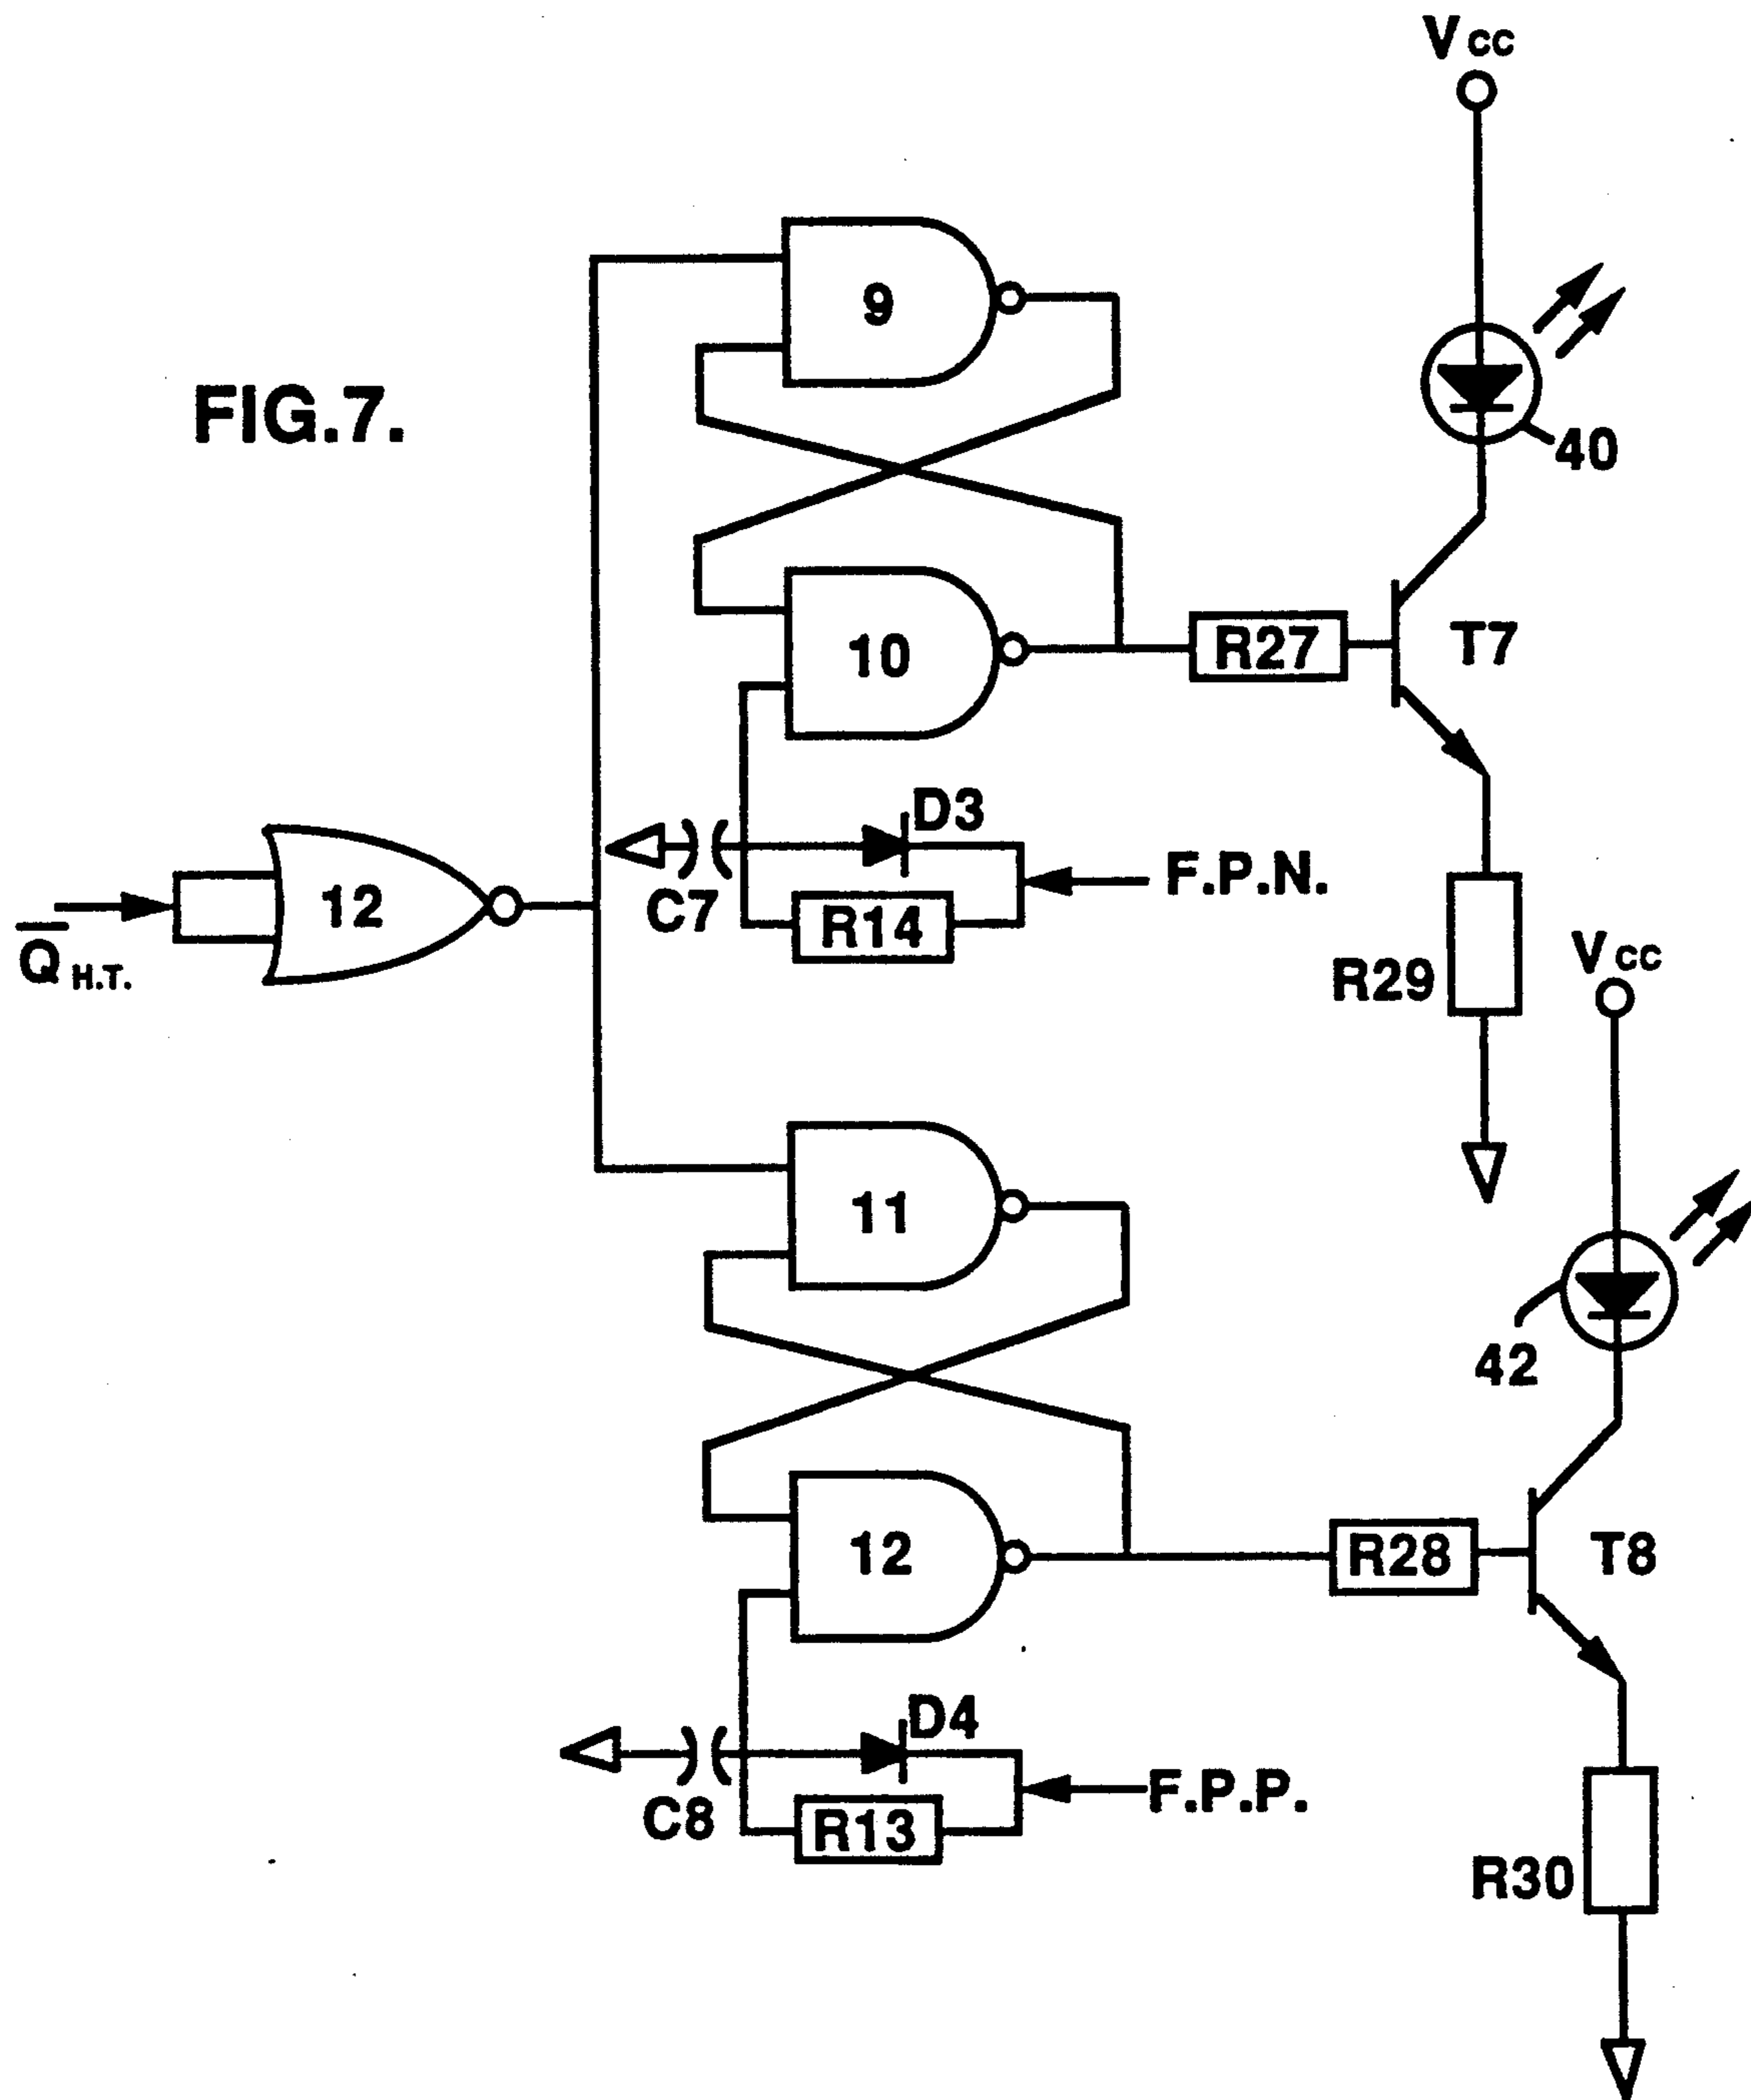 Vcc
9
FIG.7.
40
10
R27
T7
D3
F.P.N.
C7
R14
12
Q̅ H.T.
R29
Vcc
11
42
12
R28
T8
D4
F.P.P.
C8
R13
R30